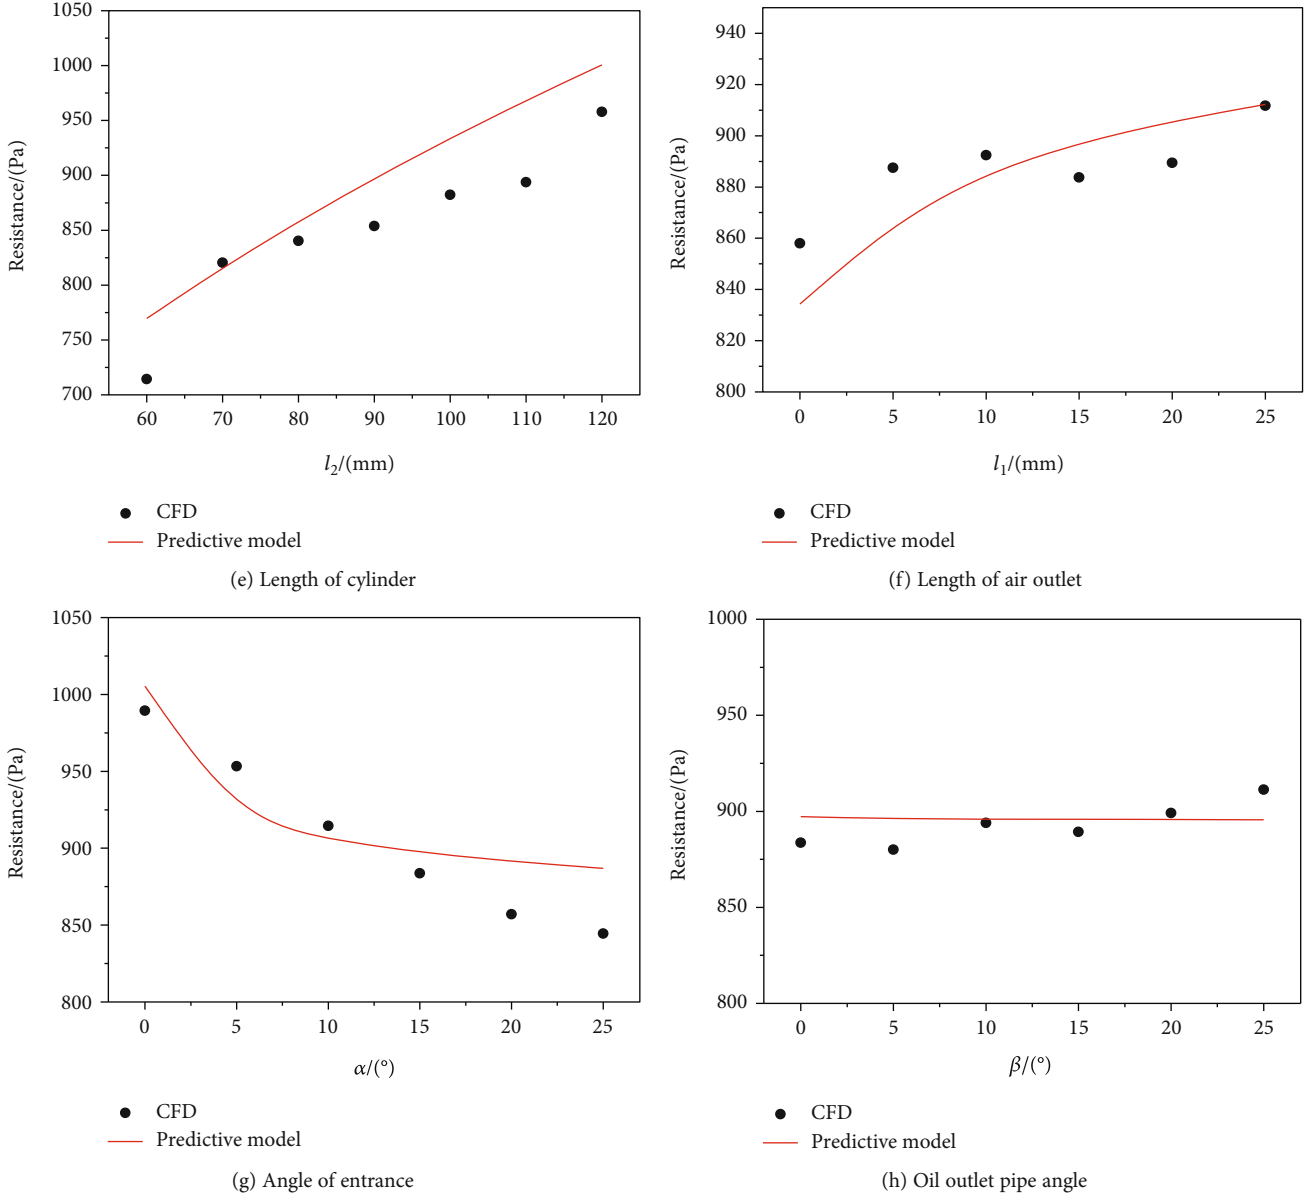 1050
1000
950
900
850
800
750
700
Resistance/(Pa)
60 70 80 90 100 110 120
l₂/(mm)
CFD
Predictive model
(e) Length of cylinder
940
920
900
880
860
840
820
800
Resistance/(Pa)
0 5 10 15 20 25
l₁/(mm)
CFD
Predictive model
(f) Length of air outlet
1050
1000
950
900
850
800
Resistance/(Pa)
0 5 10 15 20 25
α/(°)
CFD
Predictive model
(g) Angle of entrance
1000
950
900
850
800
Resistance/(Pa)
0 5 10 15 20 25
β/(°)
CFD
Predictive model
(h) Oil outlet pipe angle